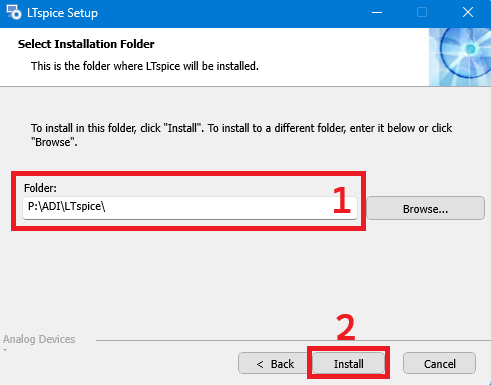 LTspice Setup
Select Installation Folder
This is the folder where LTspice will be installed.
To install in this folder, click "Install". To install to a different folder, enter it below or click
"Browse".
Folder:
P:\ADI\LTspice\
1
Browse...
2
Analog Devices
-
< Back
Install
Cancel